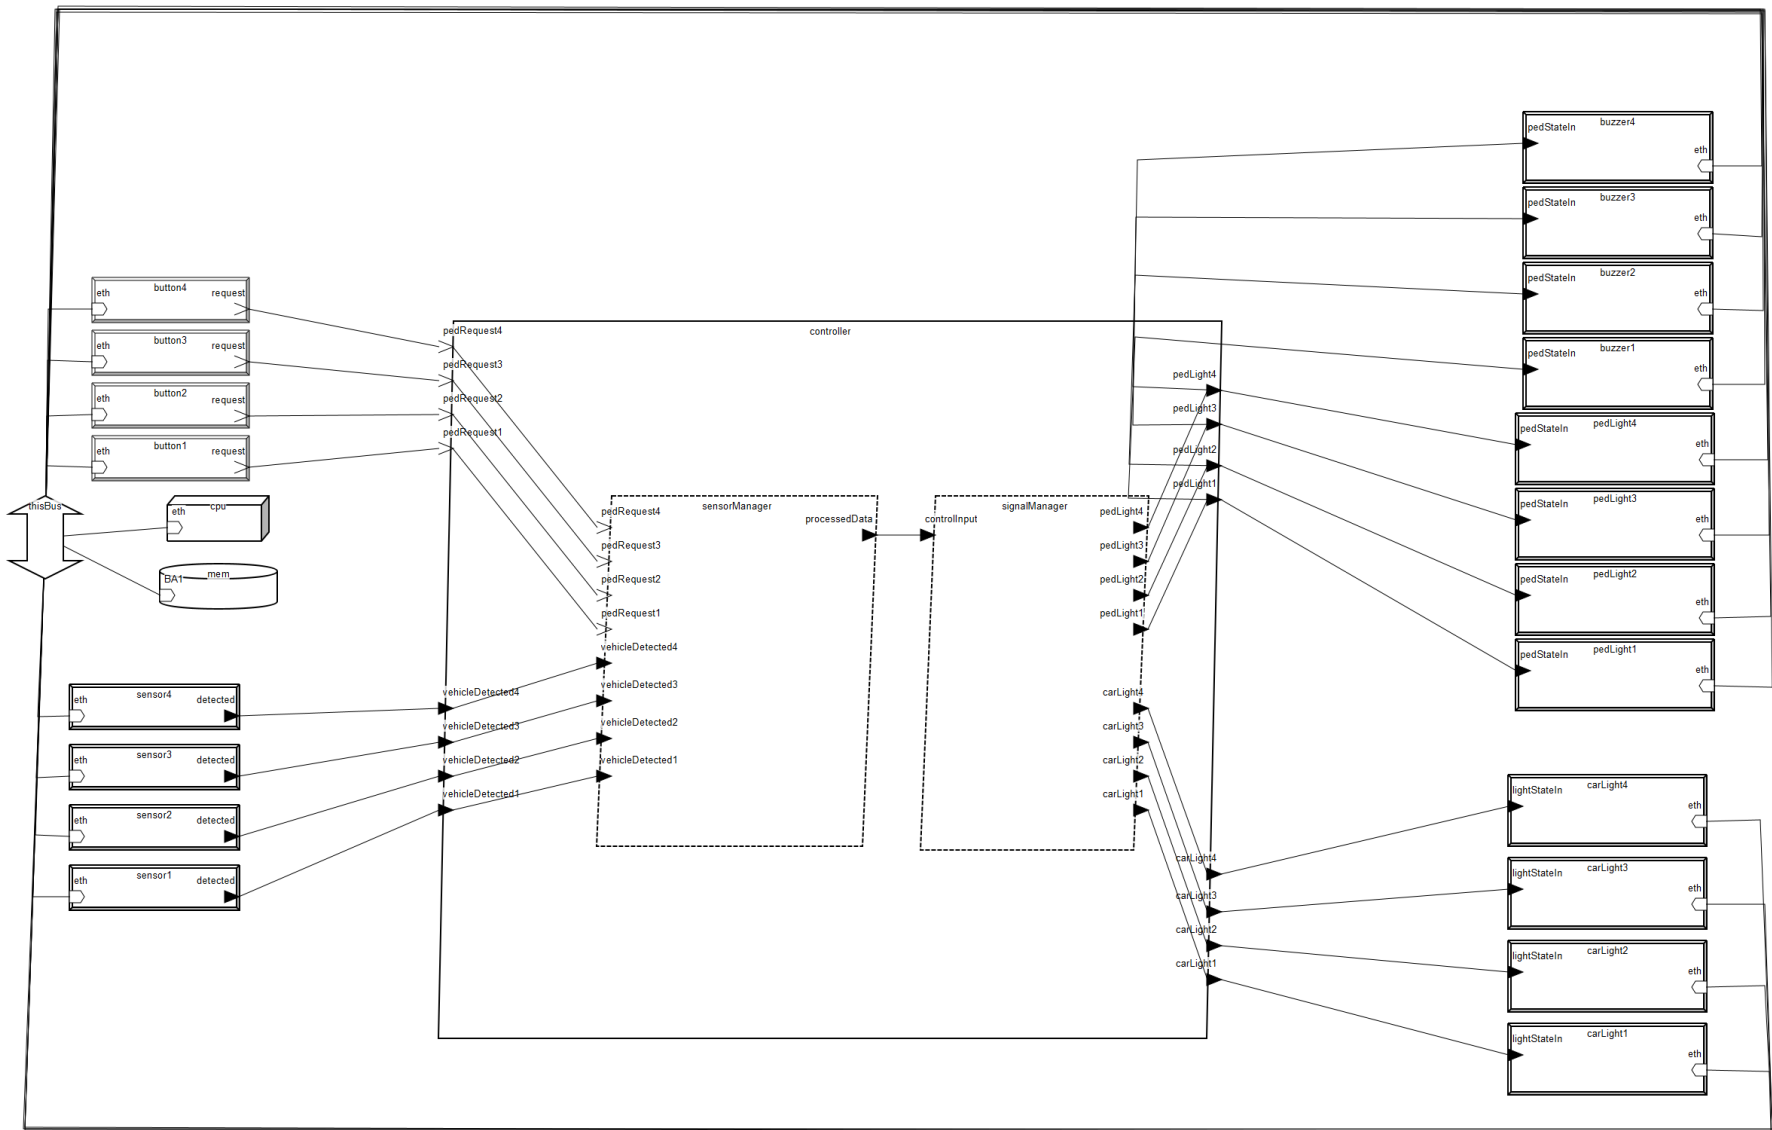 buzzer4
pedStateIn
eth
buzzer3
pedStateIn
eth
buzzer2
pedStateIn
eth
buzzer1
pedStateIn
eth
button4
eth
request
button3
eth
request
button2
eth
request
button1
eth
request
thisBus
cpu
eth
mem
BA1
sensor4
eth
detected
sensor3
eth
detected
sensor2
eth
detected
sensor1
eth
detected
controller
pedRequest4
pedRequest3
pedRequest2
pedRequest1
vehicleDetected4
vehicleDetected3
vehicleDetected2
vehicleDetected1
sensorManager
processedData
pedRequest4
pedRequest3
pedRequest2
pedRequest1
vehicleDetected4
vehicleDetected3
vehicleDetected2
vehicleDetected1
signalManager
controlInput
pedLight4
pedLight3
pedLight2
pedLight1
carLight4
carLight3
carLight2
carLight1
pedLight4
pedLight3
pedLight2
pedLight1
carLight4
carLight3
carLight2
carLight1
pedLight4
pedStateIn
eth
pedLight3
pedStateIn
eth
pedLight2
pedStateIn
eth
pedLight1
pedStateIn
eth
carLight4
lightStateIn
eth
carLight3
lightStateIn
eth
carLight2
lightStateIn
eth
carLight1
lightStateIn
eth